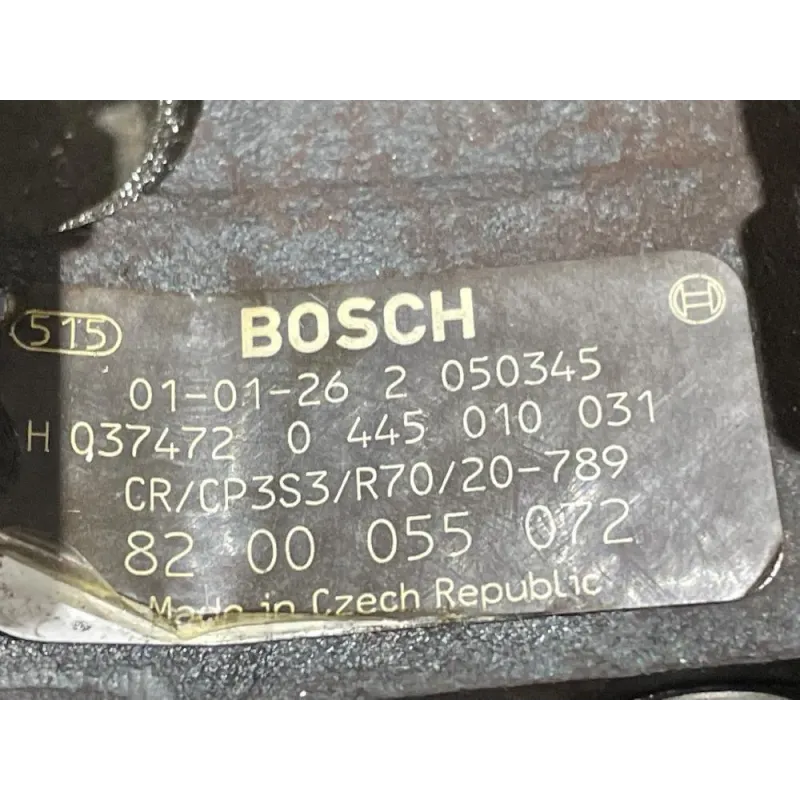 515 BOSCH
01-01-26 2 050345
H 037472 0 445 010 031
CR/CP3S3/R70/20-789
82 00 055 072
Made in Czech Republic